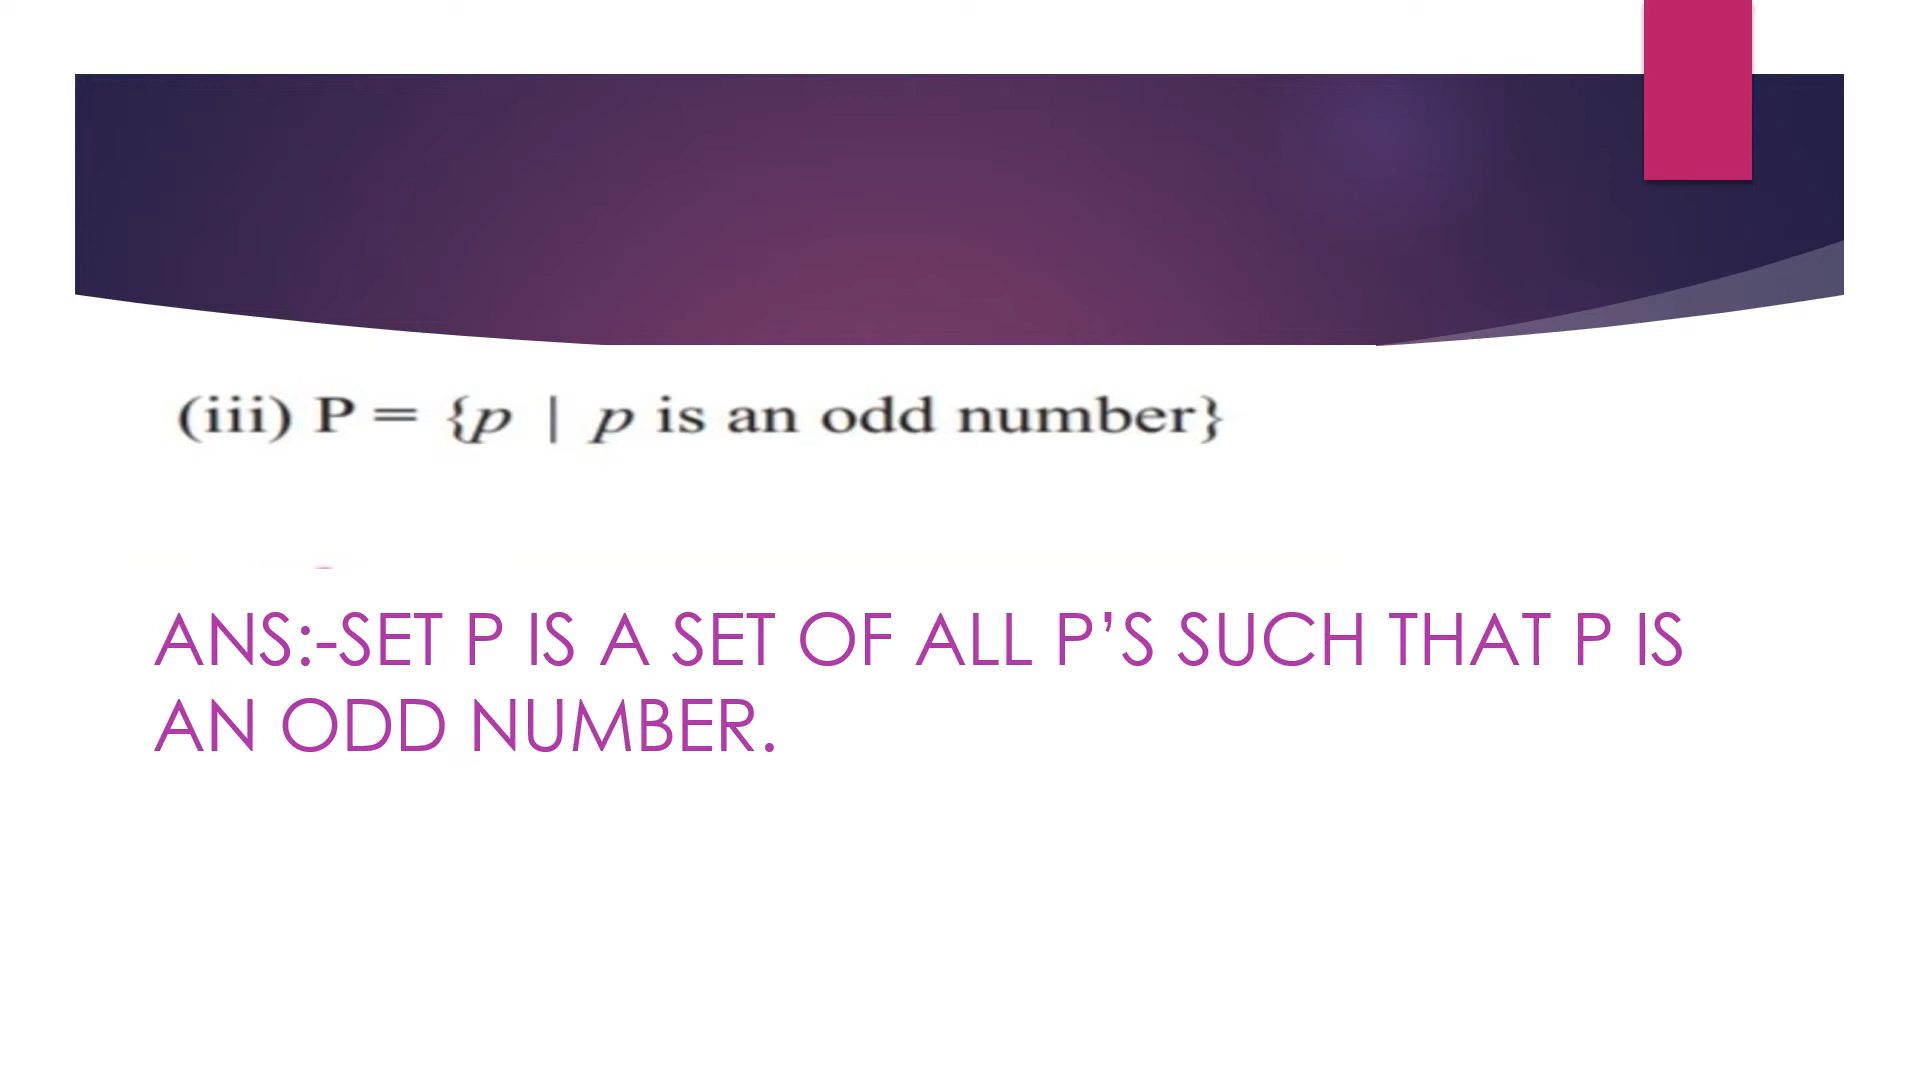 (iii) P = {p | p is an odd number}
ANS:-SET P IS A SET OF ALL P’S SUCH THAT P IS
AN ODD NUMBER.